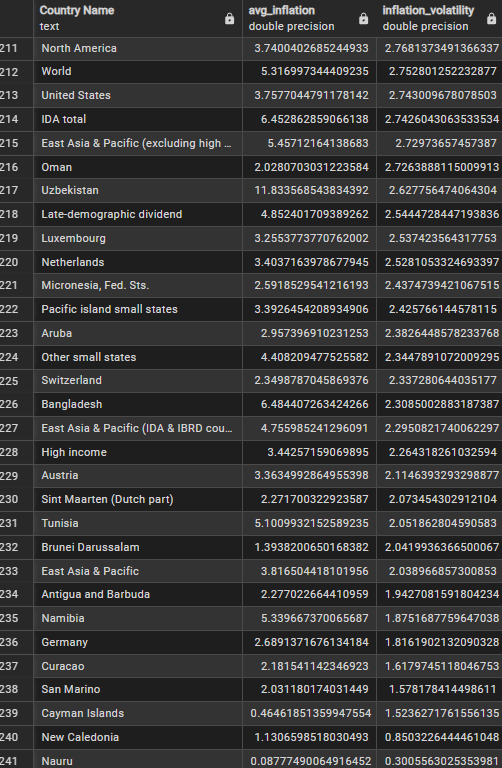 Country Name avg_inflation inflation_volatility
text double precision double precision
211 North America 3.7400402685244933 2.7681373491366337
212 World 5.316997344409235 2.752801252232877
213 United States 3.7577044791178142 2.743009678078503
214 IDA total 6.452862859066138 2.7426043063533534
215 East Asia & Pacific (excluding high ... 5.45712164138683 2.72973657457387
216 Oman 2.0280703031223584 2.7263888115009913
217 Uzbekistan 11.833568543834392 2.627756474064304
218 Late-demographic dividend 4.852401709389262 2.5444728447193836
219 Luxembourg 3.2553773770762002 2.537423564317753
220 Netherlands 3.4037163978677945 2.5281053324693397
221 Micronesia, Fed. Sts. 2.5918529541216193 2.4374739421067515
222 Pacific island small states 3.3926454208934906 2.425766144578115
223 Aruba 2.957396910231253 2.3826448578233768
224 Other small states 4.408209477525582 2.3447891072009295
225 Switzerland 2.3498787045869376 2.337280644035177
226 Bangladesh 6.484407263424266 2.3085002883187387
227 East Asia & Pacific (IDA & IBRD cou... 4.755985241296091 2.2950821740062297
228 High income 3.44257159069895 2.264318261032594
229 Austria 3.3634992864955398 2.1146393293298877
230 Sint Maarten (Dutch part) 2.271700322923587 2.073454302912104
231 Tunisia 5.1009932152589235 2.051862804590583
232 Brunei Darussalam 1.3938200650168382 2.0419936366500067
233 East Asia & Pacific 3.816504418101956 2.038966857300853
234 Antigua and Barbuda 2.277022664410959 1.9427081591804234
235 Namibia 5.339667370065687 1.8751687759647038
236 Germany 2.6891371676134184 1.8161902132090328
237 Curacao 2.181541142346923 1.6179745118046753
238 San Marino 2.031180174031449 1.578178414498611
239 Cayman Islands 0.46461851359947554 1.5236271761556135
240 New Caledonia 1.1306598518030493 0.8503226444461048
241 Nauru 0.08777490064916452 0.3005563025353981